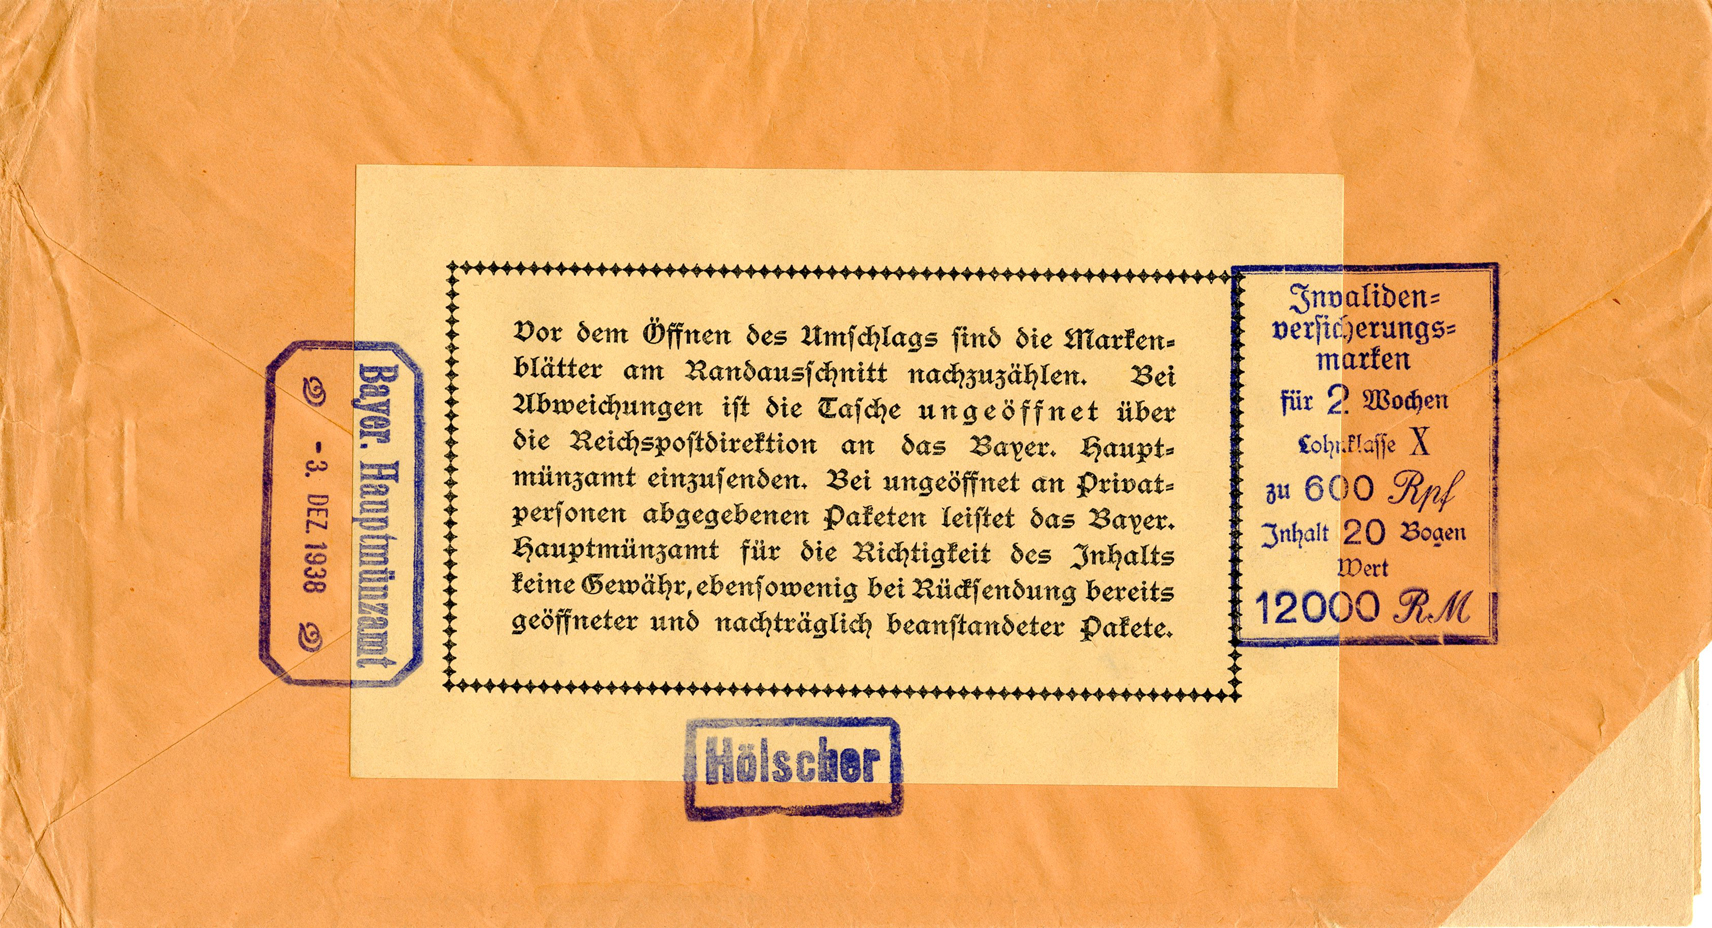 Vor dem Öffnen des Umschlags sind die Marken-
blätter am Randausschnitt nachzuzählen. Bei
Abweichungen ist die Tasche ungeöffnet über
die Reichspostdirektion an das Bayer. Haupt-
münzamt einzusenden. Bei ungeöffnet an Privat-
personen abgegebenen Paketen leistet das Bayer.
Hauptmünzamt für die Richtigkeit des Inhalts
keine Gewähr, ebensowenig bei Rücksendung bereits
geöffneter und nachträglich beanstandeter Pakete.
Bayer. Hauptmünzamt
-3. DEZ. 1938
Hölscher
Invaliden-
versicherungs-
marken
für 2 Wochen
Lohnklasse X
zu 600 Rpf
Inhalt 20 Bogen
Wert
12000 RM